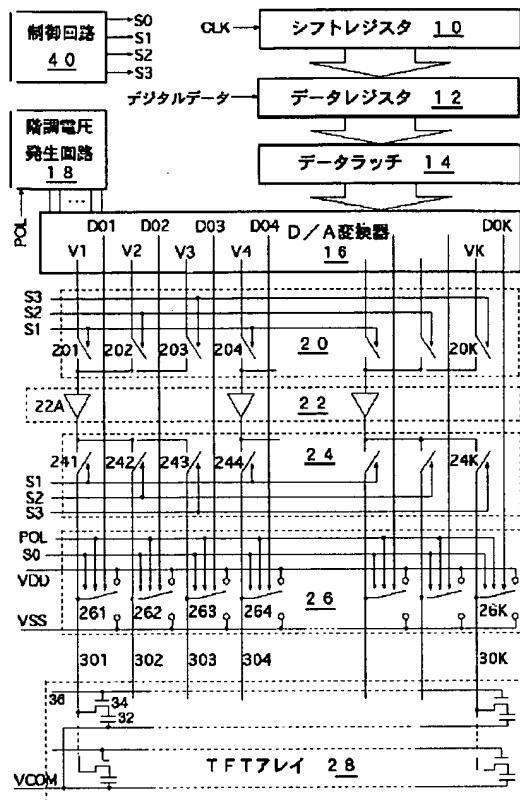 制御回路
40
S0
S1
S2
S3
CLK
シフトレジスタ 10
デジタルデータ
データレジスタ 12
階調電圧
発生回路
18
データラッチ 14
POL
D01 D02 D03 D04 D0K
D/A変換器
V1 V2 V3 V4 16 VK
S3
S2
S1
201 202 203 204 20 20K
22A 22
241 242 243 244 24 24K
S1
S2
S3
POL
S0
VDD
261 262 263 264 26 26K
VSS
301 302 303 304 30K
36 34
32
TFTアレイ 28
VCOM